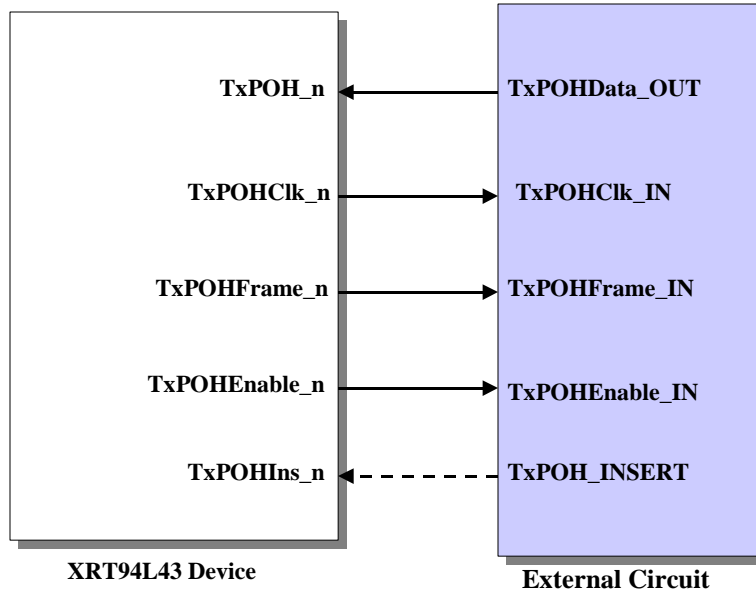 TxPOH_n
TxPOHData_OUT
TxPOHClk_n
TxPOHClk_IN
TxPOHFrame_n
TxPOHFrame_IN
TxPOHEnable_n
TxPOHEnable_IN
TxPOHIns_n
TxPOH_INSERT
XRT94L43 Device
External Circuit